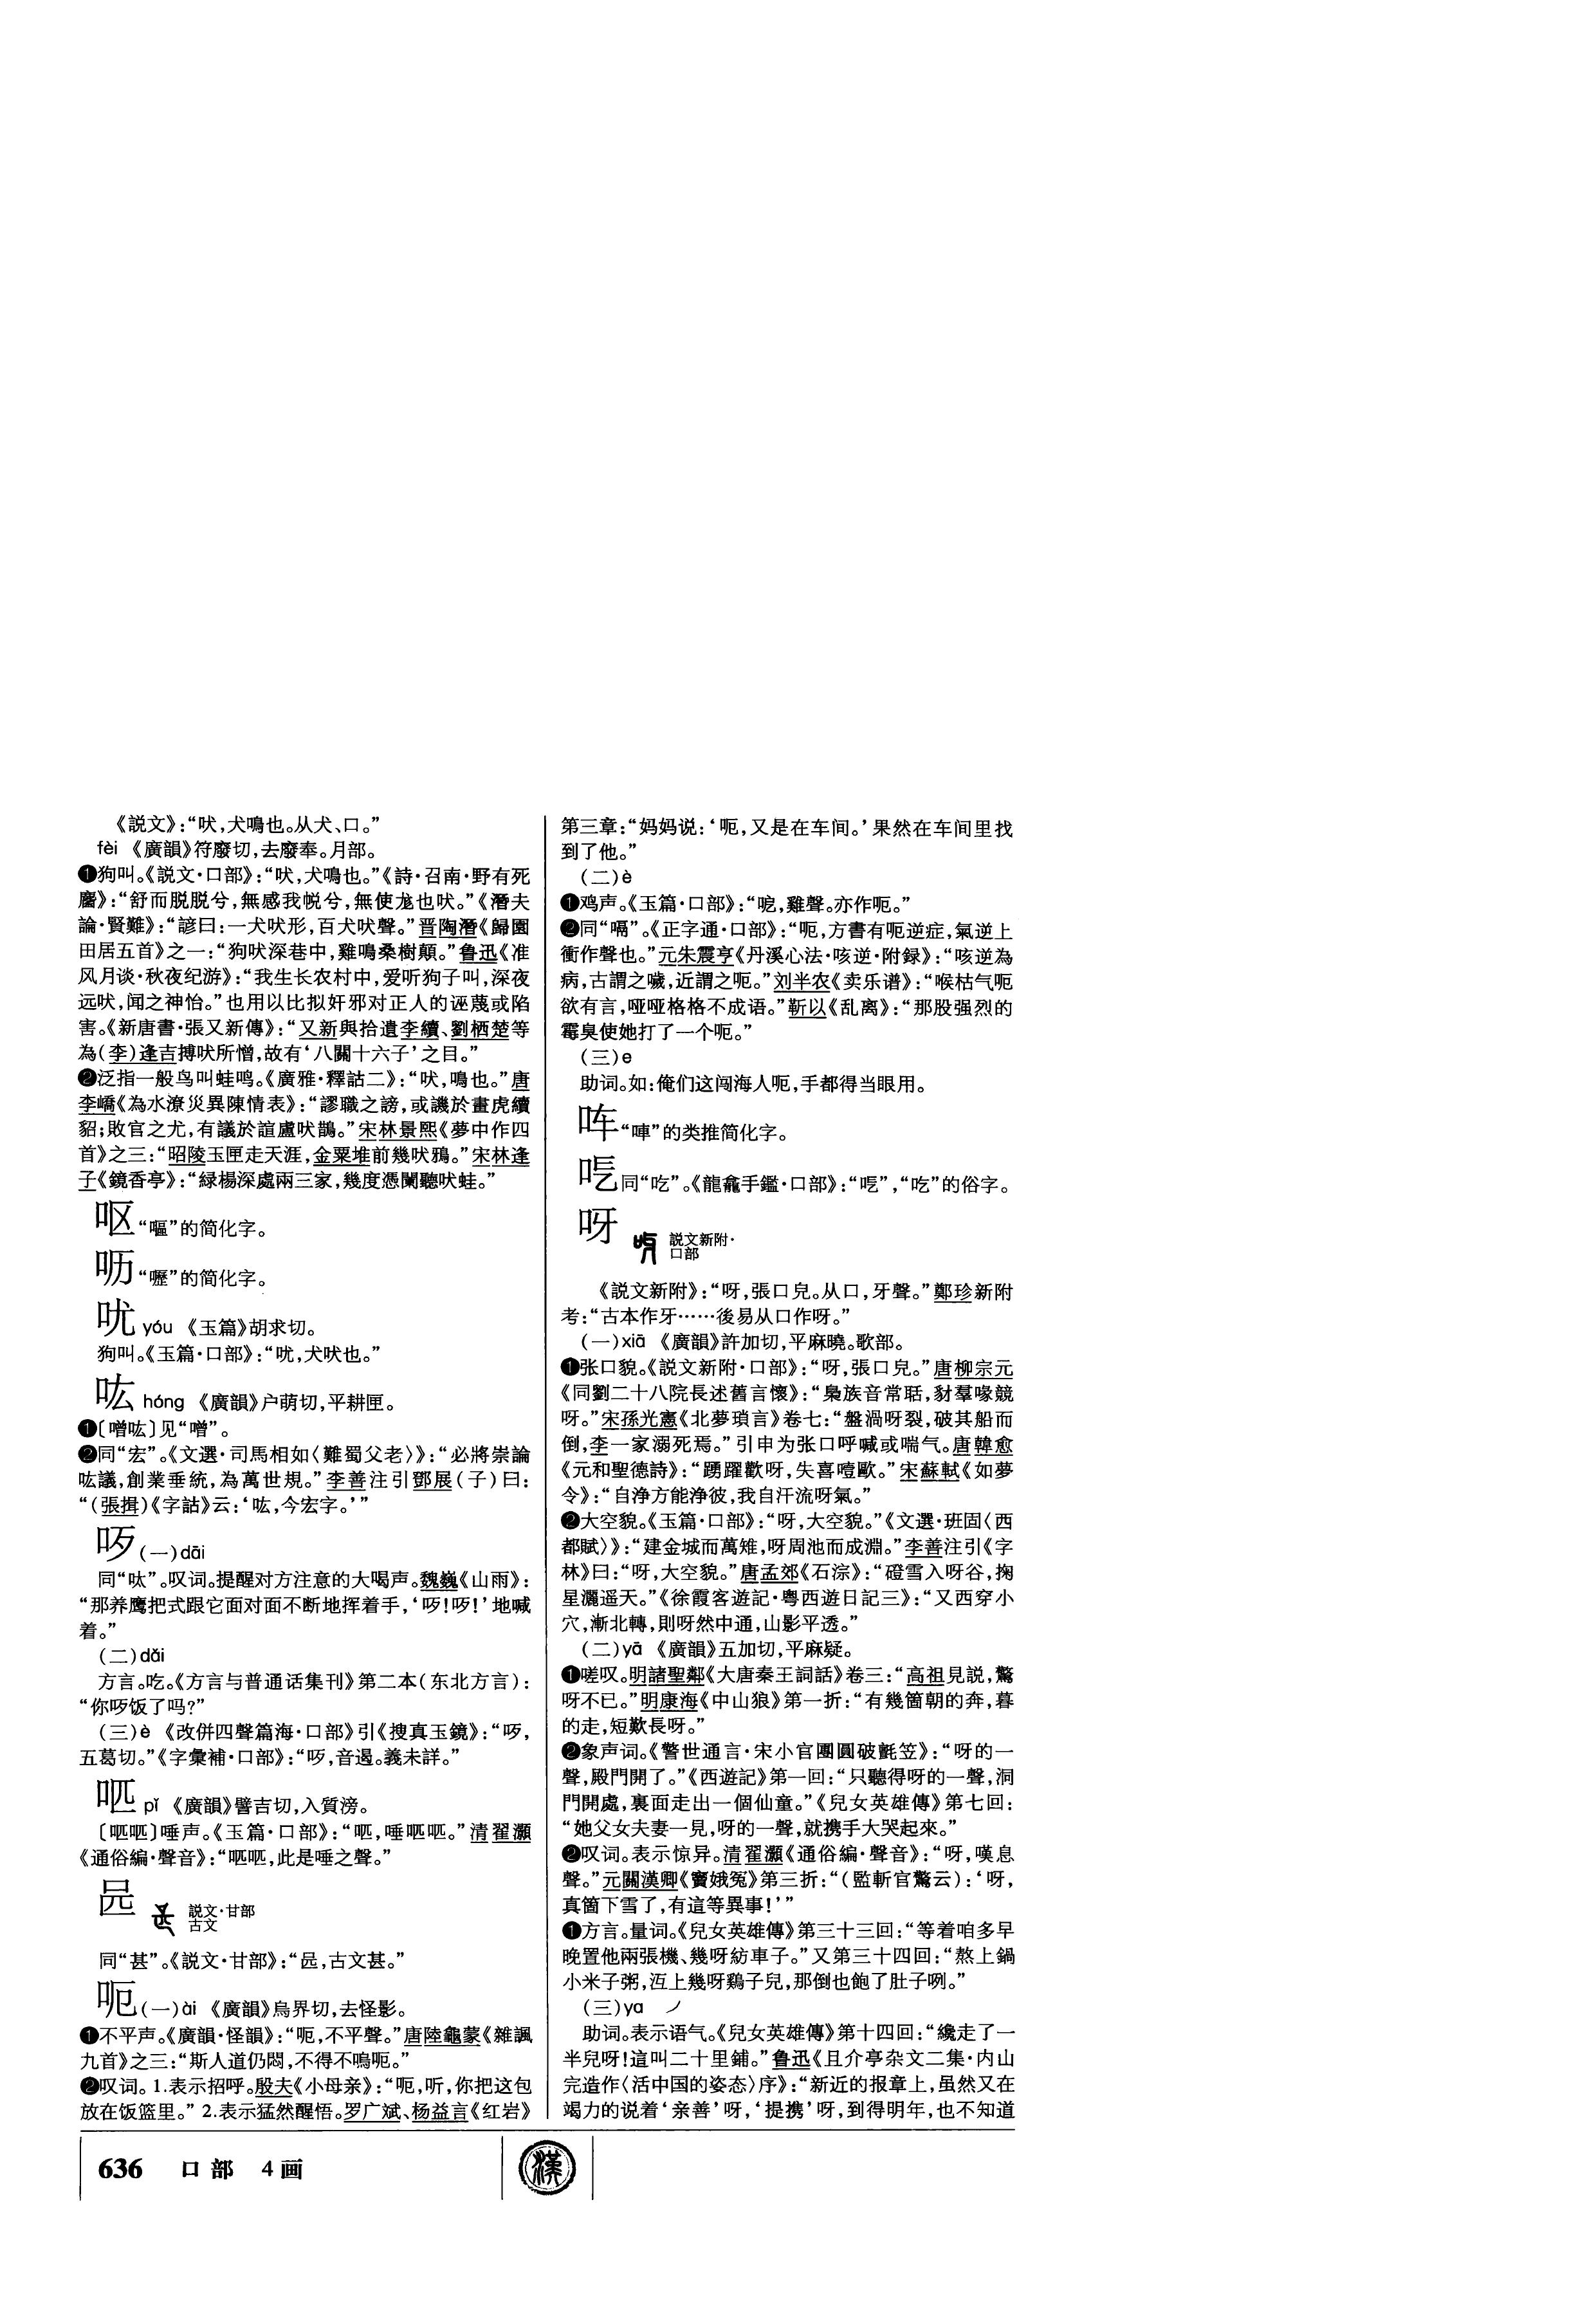 《説文》：“吠，犬鳴也。从犬、口。”
fèi 《廣韻》符廢切，去廢奉。月部。
❶狗叫。《説文·口部》：“吠，犬鳴也。”《詩·召南·野有死
麕》：“舒而脱脱兮，無感我帨兮，無使尨也吠。”《潛夫
論·賢難》：“諺曰：一犬吠形，百犬吠聲。”晋陶潛《歸園
田居五首》之一：“狗吠深巷中，雞鳴桑樹顛。”鲁迅《准
风月谈·秋夜纪游》：“我生长农村中，爱听狗子叫，深夜
远吠，闻之神怡。”也用以比拟奸邪对正人的诬蔑或陷
害。《新唐書·張又新傳》：“又新與拾遺李續、劉栖楚等
為(李)逢吉搏吠所憎，故有‘八關十六子’之目。”
❷泛指一般鸟叫蛙鸣。《廣雅·釋詁二》：“吠，鳴也。”唐
李嶠《為水潦災異陳情表》：“謬職之謗，或譏於畫虎續
貂；敗官之尤，有議於諠盧吠鵲。”宋林景熙《夢中作四
首》之三：“昭陵玉匣走天涯，金粟堆前幾吠鴉。”宋林逢
子《鏡香亭》：“緑楊深處兩三家，幾度憑闌聽吠蛙。”
呕“嘔”的简化字。
呖“嚦”的简化字。
吰 yóu 《玉篇》胡求切。
狗叫。《玉篇·口部》：“㕱，犬吠也。”
吰 hóng 《廣韻》户萌切，平耕匣。
❶〔噌吰〕见“噌”。
❷同“宏”。《文選·司馬相如〈難蜀父老〉》：“必將崇論
吰議，創業垂統，為萬世規。”李善注引鄧展(子)曰：
“(張揖)《字詁》云：‘吰，今宏字。’”
呃(一)dāi
同“呔”。叹词。提醒对方注意的大喝声。魏巍《山雨》：
“那养鹰把式跟它面对面不断地挥着手，‘呖！呖！’地喊
着。”
(二)dǎi
方言。吃。《方言与普通话集刊》第二本(东北方言)：
“你饭了吗?”
(三)è 《改併四聲篇海·口部》引《搜真玉鏡》：“，
五葛切。”《字彙補·口部》：“，音遏。義未詳。”
pǐ 《廣韻》譬吉切，入質滂。
〔〕唾声。《玉篇·口部》：“，唾。”清翟灝
《通俗編·聲音》：“，此是唾之聲。”
説文·甘部
古文
同“甚”。《説文·甘部》：“，古文甚。”
呃(一)ài 《廣韻》烏界切，去怪影。
❶不平声。《廣韻·怪韻》：“呃，不平聲。”唐陸龜蒙《雜諷
九首》之三：“斯人道仍悶，不得不嗚呃。”
❷叹词。1.表示招呼。殷夫《小母亲》：“呃，听，你把这包
放在饭篮里。”2.表示猛然醒悟。罗广斌、杨益言《红岩》
第三章：“妈妈说：‘呃，又是在车间。’果然在车间里找
到了他。”
(二)è
❶鸡声。《玉篇·口部》：“呝，雞聲。亦作呃。”
❷同“嗝”。《正字通·口部》：“呃，方書有呃逆症，氣逆上
衝作聲也。”元朱震亨《丹溪心法·咳逆·附録》：“咳逆為
病，古謂之噦，近謂之呃。”刘半农《卖乐谱》：“喉枯气呃
欲有言，哑哑格格不成语。”靳以《乱离》：“那股强烈的
霉臭使她打了一个呃。”
(三)e
助词。如：俺们这闯海人呃，手都得当眼用。
“唓”的类推简化字。
同“吃”。《龍龕手鑑·口部》：“”，“吃”的俗字。
呀 説文新附·
口部
《説文新附》：“呀，張口皃。从口，牙聲。”鄭珍新附
考：“古本作牙……後易从口作呀。”
(一)xiā 《廣韻》許加切，平麻曉。歌部。
❶张口貌。《説文新附·口部》：“呀，張口皃。”唐柳宗元
《同劉二十八院長述舊言懷》：“梟族音常聒，豺羣喙競
呀。”宋孫光憲《北夢瑣言》卷七：“盤渦呀裂，破其船而
倒，李一家溺死焉。”引申为张口呼喊或喘气。唐韓愈
《元和聖德詩》：“踴躍歡呀，失喜噎歐。”宋蘇軾《如夢
令》：“自浄方能浄彼，我自汗流呀氣。”
❷大空貌。《玉篇·口部》：“呀，大空貌。”《文選·班固〈西
都賦〉》：“建金城而萬雉，呀周池而成淵。”李善注引《字
林》曰：“呀，大空貌。”唐孟郊《石淙》：“磴雪入呀谷，掬
星灑遥天。”《徐霞客遊記·粵西遊日記三》：“又西穿小
穴，漸北轉，則呀然中通，山影平透。”
(二)yā 《廣韻》五加切，平麻疑。
❶嗟叹。明諸聖鄰《大唐秦王詞話》卷三：“高祖見説，驚
呀不已。”明康海《中山狼》第一折：“有幾箇朝的奔，暮
的走，短歎長呀。”
❷象声词。《警世通言·宋小官團圓破氈笠》：“呀的一
聲，殿門開了。”《西遊記》第一回：“只聽得呀的一聲，洞
門開處，裏面走出一個仙童。”《兒女英雄傳》第七回：
“她父女夫妻一見，呀的一聲，就携手大哭起來。”
❷叹词。表示惊异。清翟灝《通俗編·聲音》：“呀，嘆息
聲。”元關漢卿《竇娥冤》第三折：“(監斬官驚云)：‘呀，
真箇下雪了，有這等異事！’”
❶方言。量词。《兒女英雄傳》第三十三回：“等着咱多早
晚置他兩張機、幾呀紡車子。”又第三十四回：“熬上鍋
小米子粥，沍上幾呀鷄子兒，那倒也飽了肚子咧。”
(三)ya
助词。表示语气。《兒女英雄傳》第十四回：“纔走了一
半兒呀！這叫二十里鋪。”鲁迅《且介亭杂文二集·内山
完造作〈活中国的姿态〉序》：“新近的报章上，虽然又在
竭力的说着‘亲善’呀，‘提携’呀，到得明年，也不知道
636 口部 4画
漢